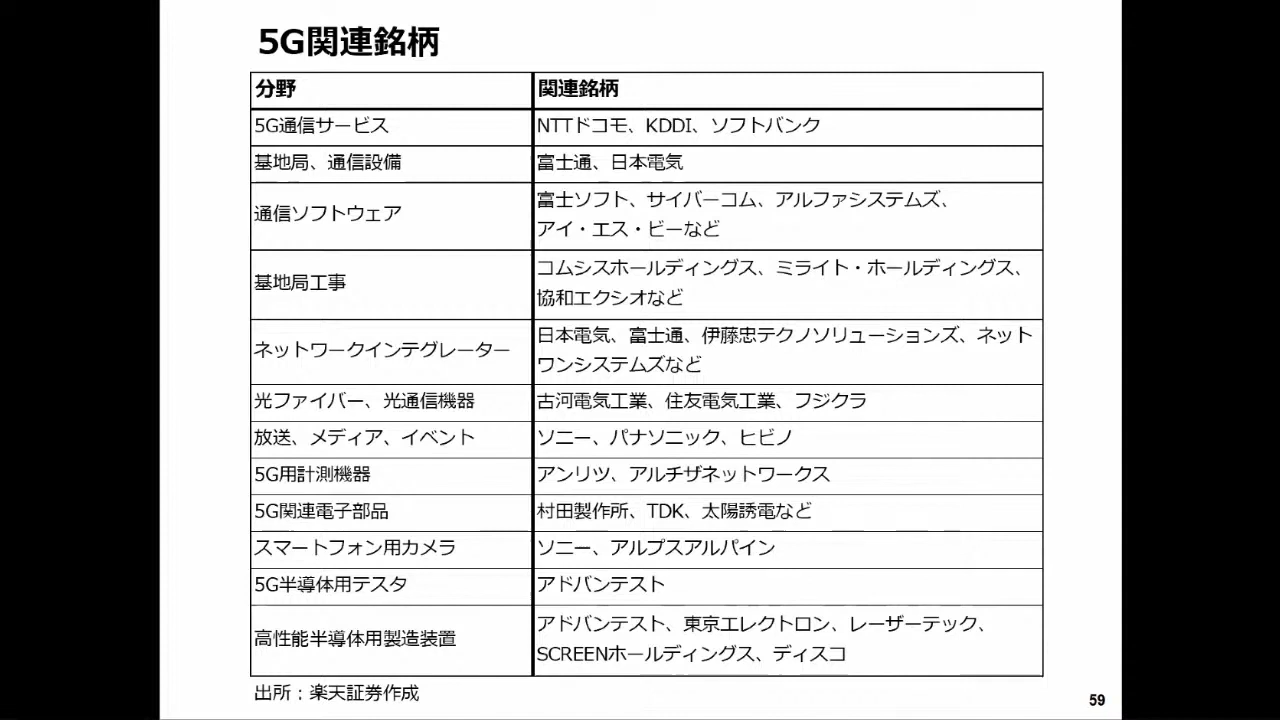 5G関連銘柄
分野 関連銘柄
5G通信サービス NTTドコモ、KDDI、ソフトバンク
基地局、通信設備 富士通、日本電気
通信ソフトウェア 富士ソフト、サイバーコム、アルファシステムズ、
アイ・エス・ビーなど
基地局工事 コムシスホールディングス、ミライト・ホールディングス、
協和エクシオなど
ネットワークインテグレーター 日本電気、富士通、伊藤忠テクノソリューションズ、ネット
ワンシステムズなど
光ファイバー、光通信機器 古河電気工業、住友電気工業、フジクラ
放送、メディア、イベント ソニー、パナソニック、ヒビノ
5G用計測機器 アンリツ、アルチザネットワークス
5G関連電子部品 村田製作所、TDK、太陽誘電など
スマートフォン用カメラ ソニー、アルプスアルパイン
5G半導体用テスタ アドバンテスト
高性能半導体用製造装置 アドバンテスト、東京エレクトロン、レーザーテック、
SCREENホールディングス、ディスコ
出所：楽天証券作成
59